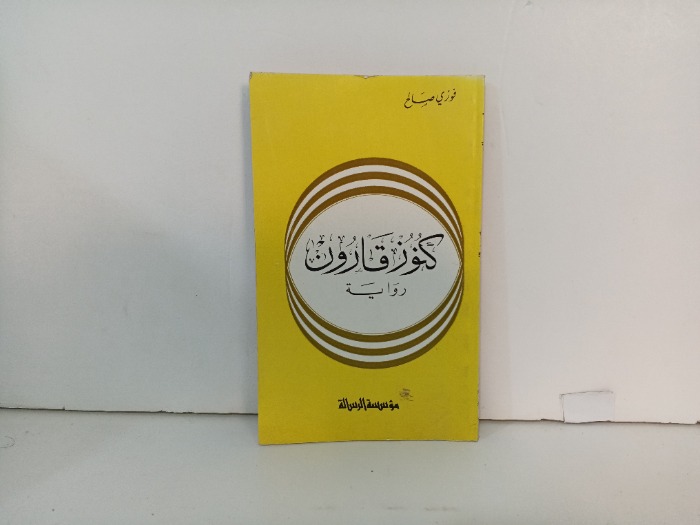 فوزي صالح
كنوز قارون
رواية
مؤسسة الرسالة